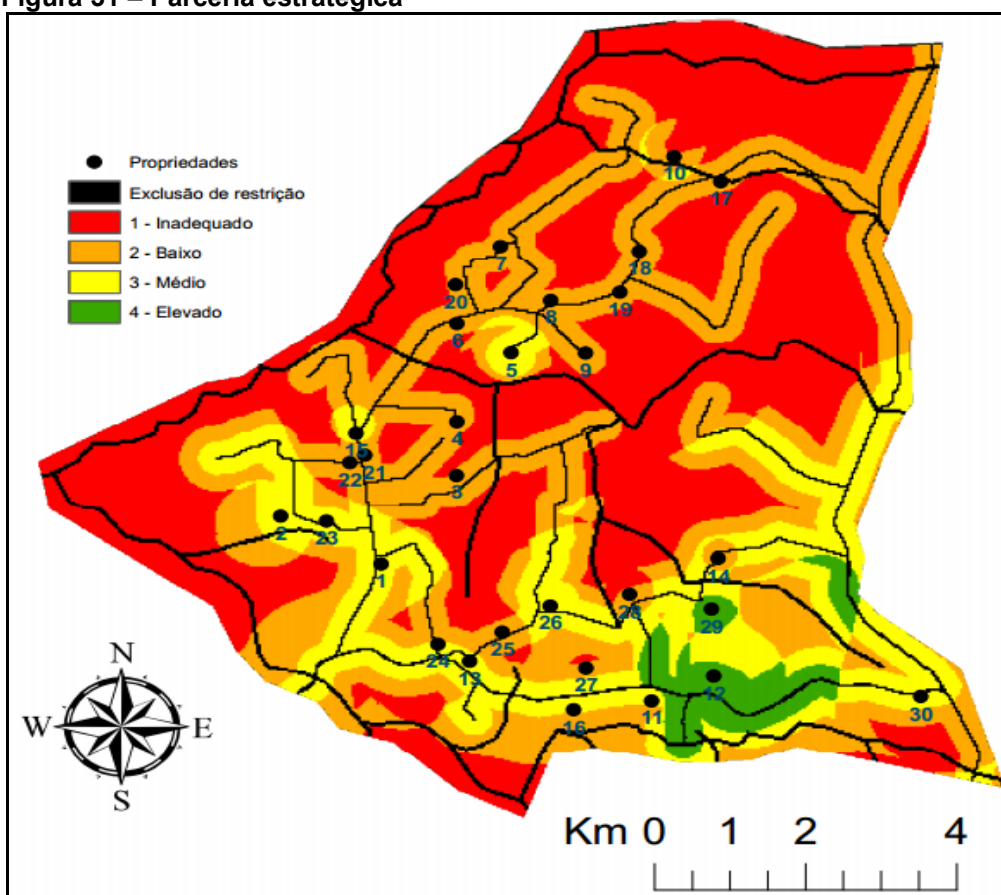 Figura 31 – Parceria estratégica
Propriedades
Exclusão de restrição
1 - Inadequado
2 - Baixo
3 - Médio
4 - Elevado
10
17
7
18
20
19
8
6
5
9
4
15
21
22
3
2
23
1
14
28
29
26
25
24
13
27
12
11
16
30
N
W
E
S
Km 0 1 2 4